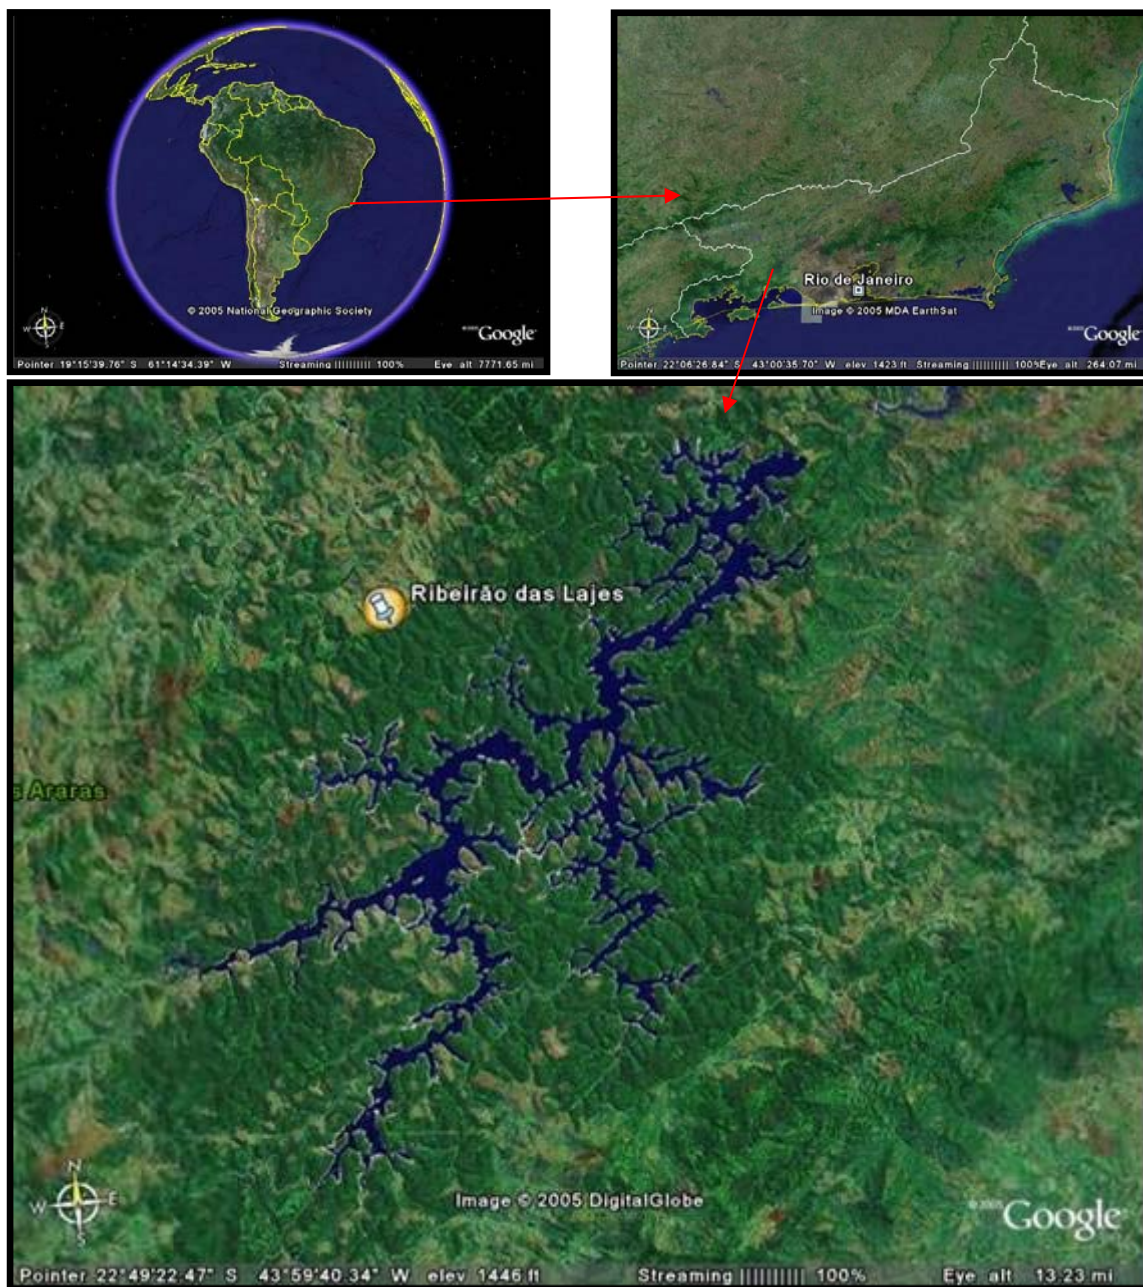 © 2005 National Geographic Society
W E
Google
Pointer 19°15'39.76" S 61°14'34.39" W Streaming ||||||||| 100% Eye alt 7771.65 mi
Rio de Janeiro
Image © 2005 MDA EarthSat
W E
Google
Pointer 22°06'26.84" S 43°00'35.70" W elev 1423 ft Streaming ||||||||| 100% Eye alt 264.07 mi
Ribeirão das Lajes
s Araras
N
W E
S
Image © 2005 DigitalGlobe
Google
Pointer 22°49'22.47" S 43°59'40.34" W elev 1446 ft Streaming ||||||||| 100% Eye alt 13.23 mi